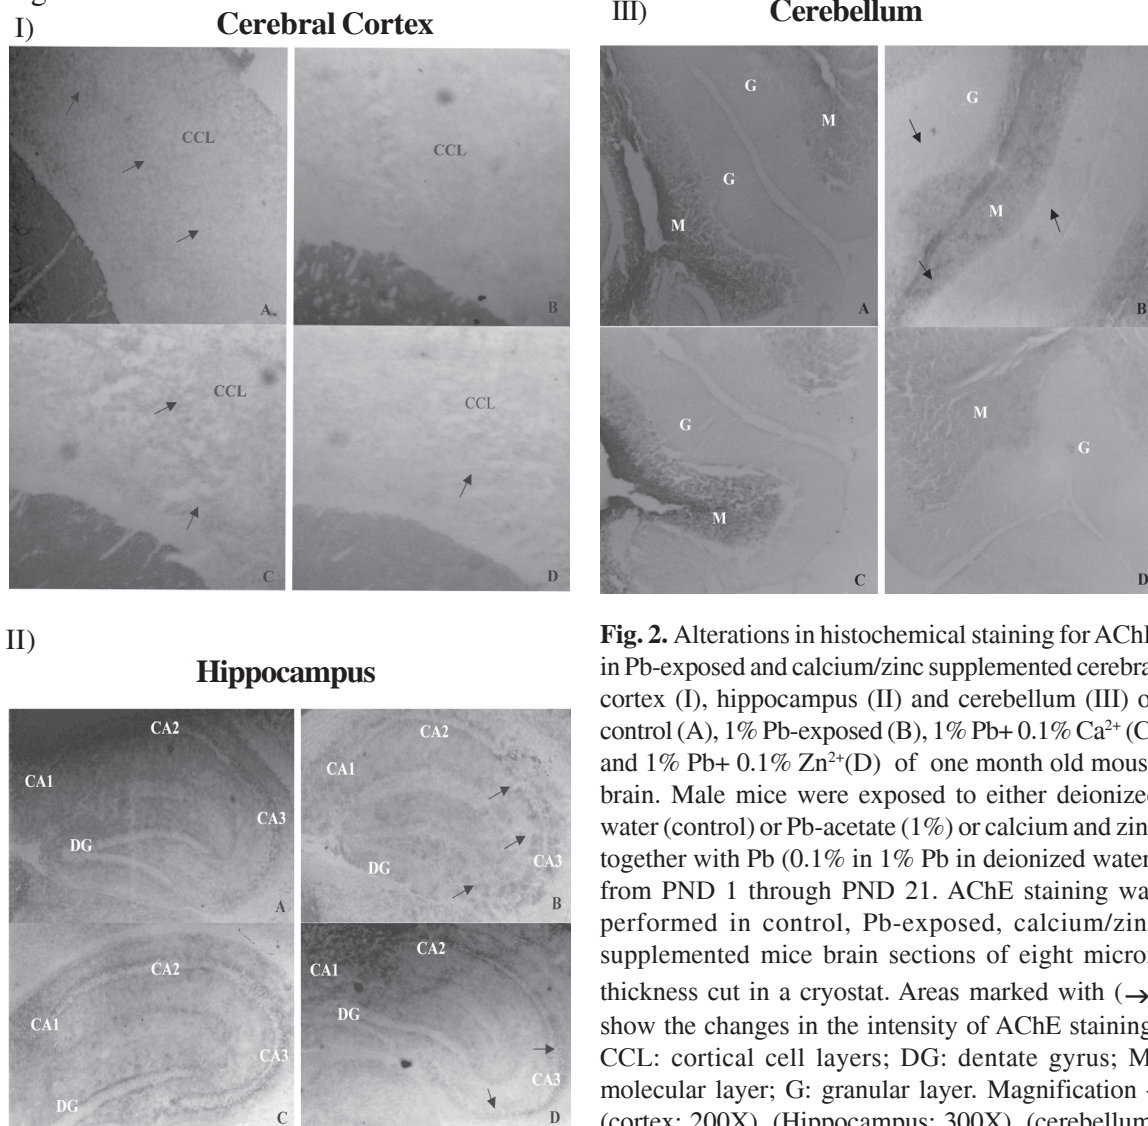 I)
Cerebral Cortex
CCL
A
CCL
B
CCL
C
CCL
D
II)
Hippocampus
CA2
CA1
CA3
DG
A
CA2
CA1
CA3
DG
B
CA2
CA1
CA3
DG
C
CA2
CA1
DG
CA3
D
III)
Cerebellum
G
M
G
M
A
G
M
B
G
M
C
M
G
D
Fig. 2. Alterations in histochemical staining for AChE
in Pb-exposed and calcium/zinc supplemented cerebra
cortex (I), hippocampus (II) and cerebellum (III) o
control (A), 1% Pb-exposed (B), 1% Pb+ 0.1% Ca²⁺ (C
and 1% Pb+ 0.1% Zn²⁺(D) of one month old mous
brain. Male mice were exposed to either deionized
water (control) or Pb-acetate (1%) or calcium and zin
together with Pb (0.1% in 1% Pb in deionized water
from PND 1 through PND 21. AChE staining wa
performed in control, Pb-exposed, calcium/zin
supplemented mice brain sections of eight micro
thickness cut in a cryostat. Areas marked with (→
show the changes in the intensity of AChE staining
CCL: cortical cell layers; DG: dentate gyrus; M
molecular layer; G: granular layer. Magnification -
(cortex: 200X), (Hippocampus: 300X), (cerebellum